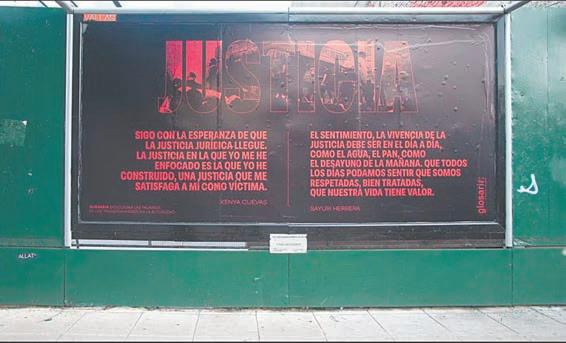 VALLAS
JUSTICIA
SIGO CON LA ESPERANZA DE QUE
LA JUSTICIA JURÍDICA LLEGUE.
LA JUSTICIA EN LA QUE YO ME HE
ENFOCADO ES LA QUE YO HE
CONSTRUIDO, UNA JUSTICIA QUE ME
SATISFAGA A MÍ COMO VÍCTIMA.
KENYA CUEVAS
EL SENTIMIENTO, LA VIVENCIA DE LA
JUSTICIA DEBE SER EN EL DÍA A DÍA,
COMO EL AGUA, EL PAN, COMO
EL DESAYUNO DE LA MAÑANA. QUE TODOS
LOS DÍAS PODAMOS SENTIR QUE SOMOS
RESPETADAS, BIEN TRATADAS,
QUE NUESTRA VIDA TIENE VALOR.
SAYURI HERRERA
glosario:
ALLAT